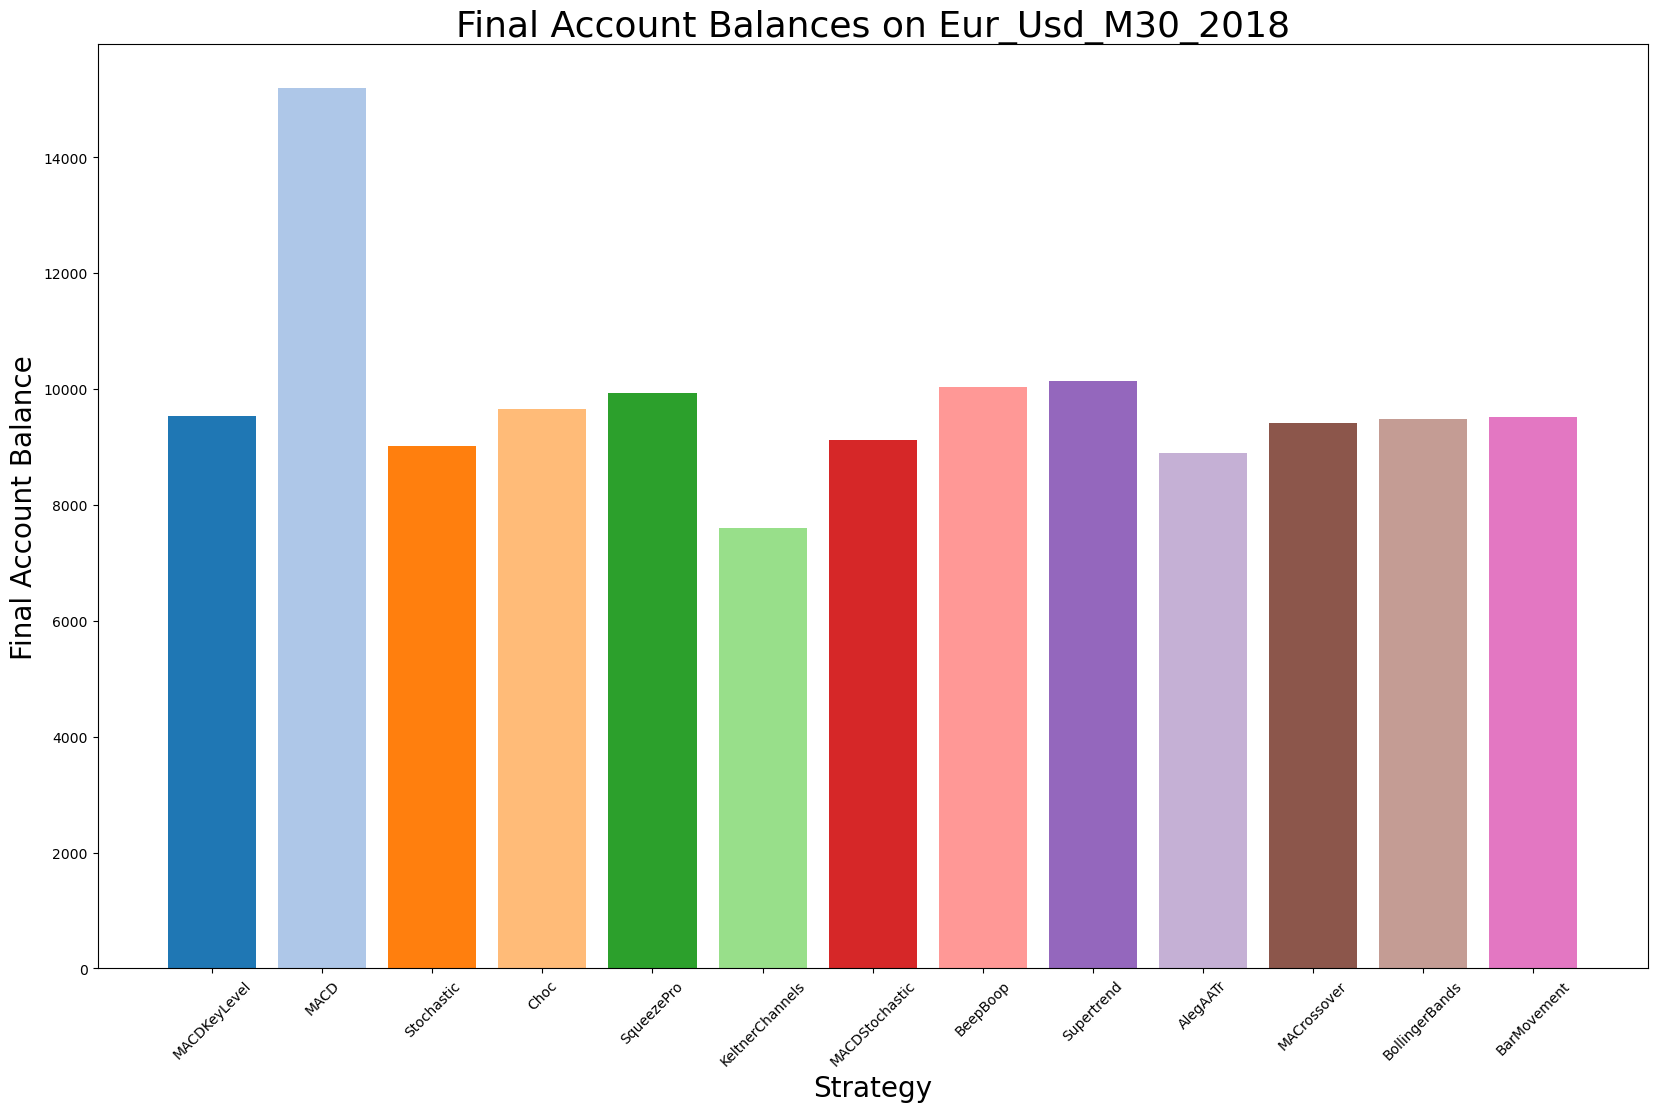 Final Account Balances on Eur_Usd_M30_2018
Final Account Balance
14000
12000
10000
8000
6000
4000
2000
0
MACDKeyLevel
MACD
Stochastic
Choc
SqueezePro
KeltnerChannels
MACDStochastic
BeepBoop
Supertrend
AlegAATr
MACrossover
BollingerBands
BarMovement
Strategy